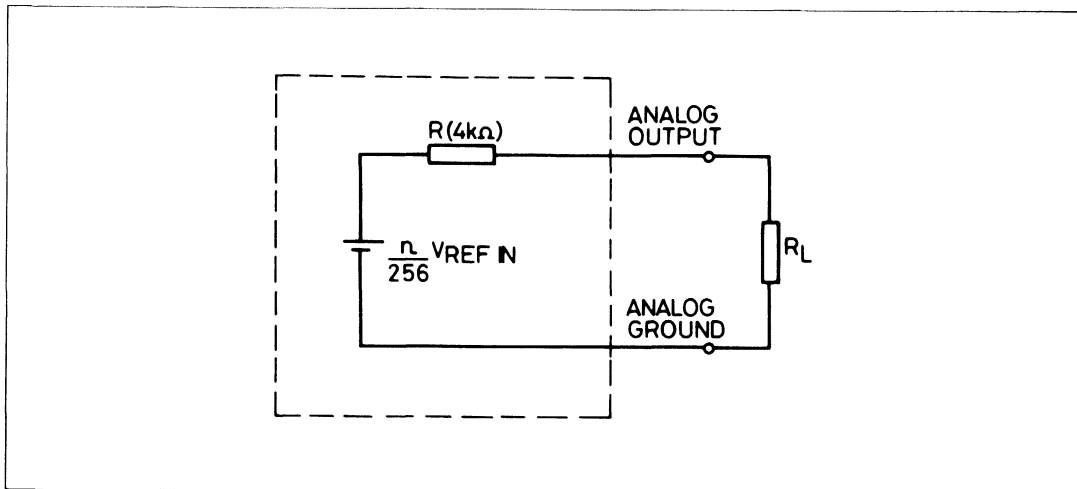 R(4kΩ)
ANALOG
OUTPUT
n
256
VREF IN
RL
ANALOG
GROUND